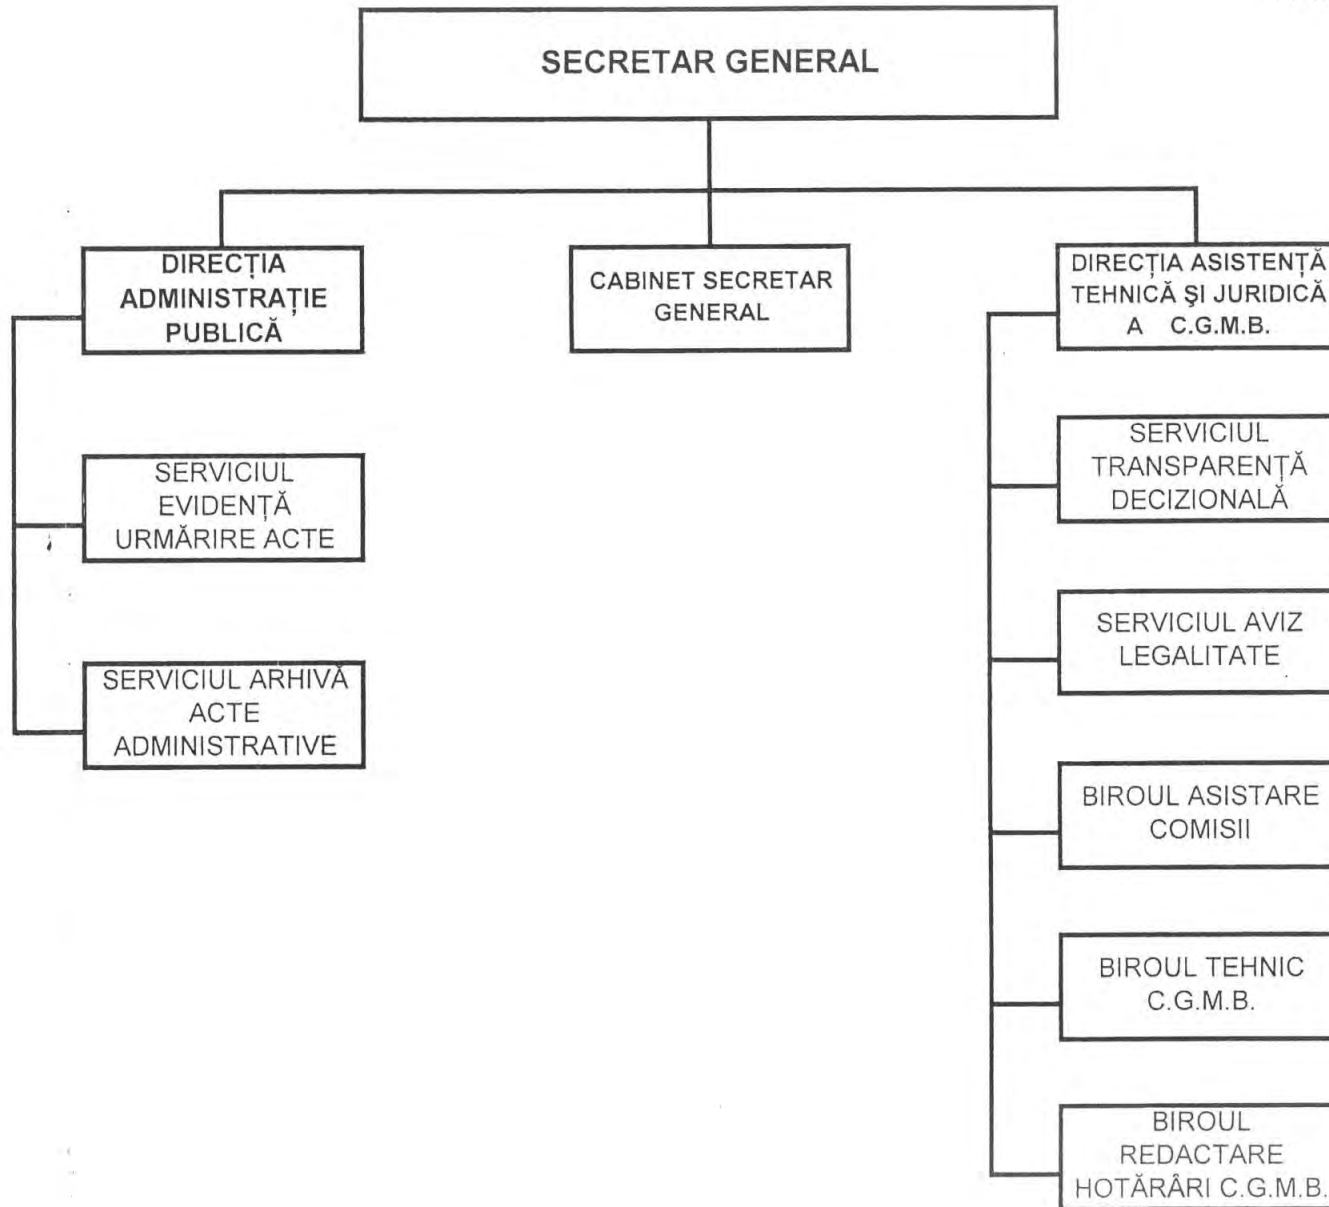 SECRETAR GENERAL
DIRECȚIA
ADMINISTRAȚIE
PUBLICĂ
CABINET SECRETAR
GENERAL
DIRECȚIA ASISTENȚĂ
TEHNICĂ ȘI JURIDICĂ
A C.G.M.B.
SERVICIUL
EVIDENȚĂ
URMĂRIRE ACTE
SERVICIUL ARHIVĂ
ACTE
ADMINISTRATIVE
SERVICIUL
TRANSPARENȚĂ
DECIZIONALĂ
SERVICIUL AVIZ
LEGALITATE
BIROUL ASISTARE
COMISII
BIROUL TEHNIC
C.G.M.B.
BIROUL
REDACTARE
HOTĂRÂRI C.G.M.B.